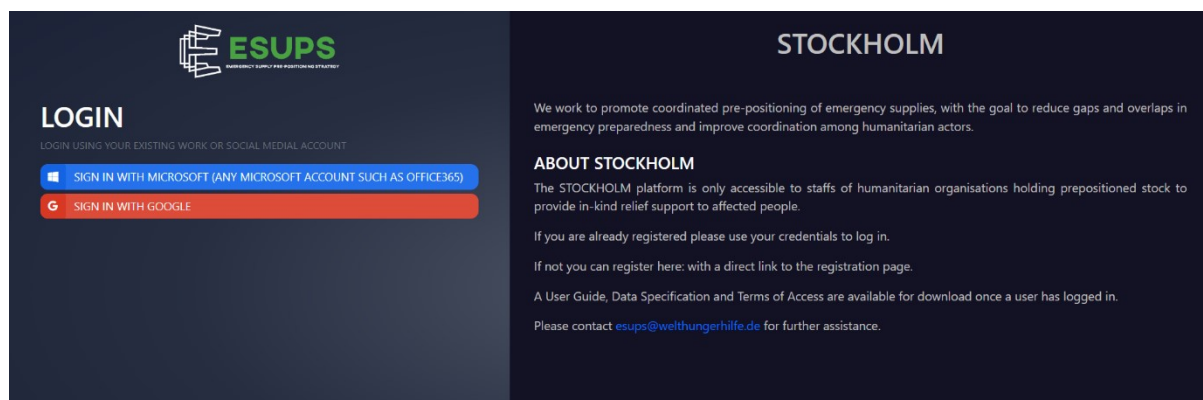 ESUPS
EMERGENCY SUPPLY PRE-POSITIONING STRATEGY
LOGIN
LOGIN USING YOUR EXISTING WORK OR SOCIAL MEDIAL ACCOUNT
SIGN IN WITH MICROSOFT (ANY MICROSOFT ACCOUNT SUCH AS OFFICE365)
G SIGN IN WITH GOOGLE
STOCKHOLM
We work to promote coordinated pre-positioning of emergency supplies, with the goal to reduce gaps and overlaps in
emergency preparedness and improve coordination among humanitarian actors.
ABOUT STOCKHOLM
The STOCKHOLM platform is only accessible to staffs of humanitarian organisations holding prepositioned stock to
provide in-kind relief support to affected people.
If you are already registered please use your credentials to log in.
If not you can register here: with a direct link to the registration page.
A User Guide, Data Specification and Terms of Access are available for download once a user has logged in.
Please contact esups@welthungerhilfe.de for further assistance.